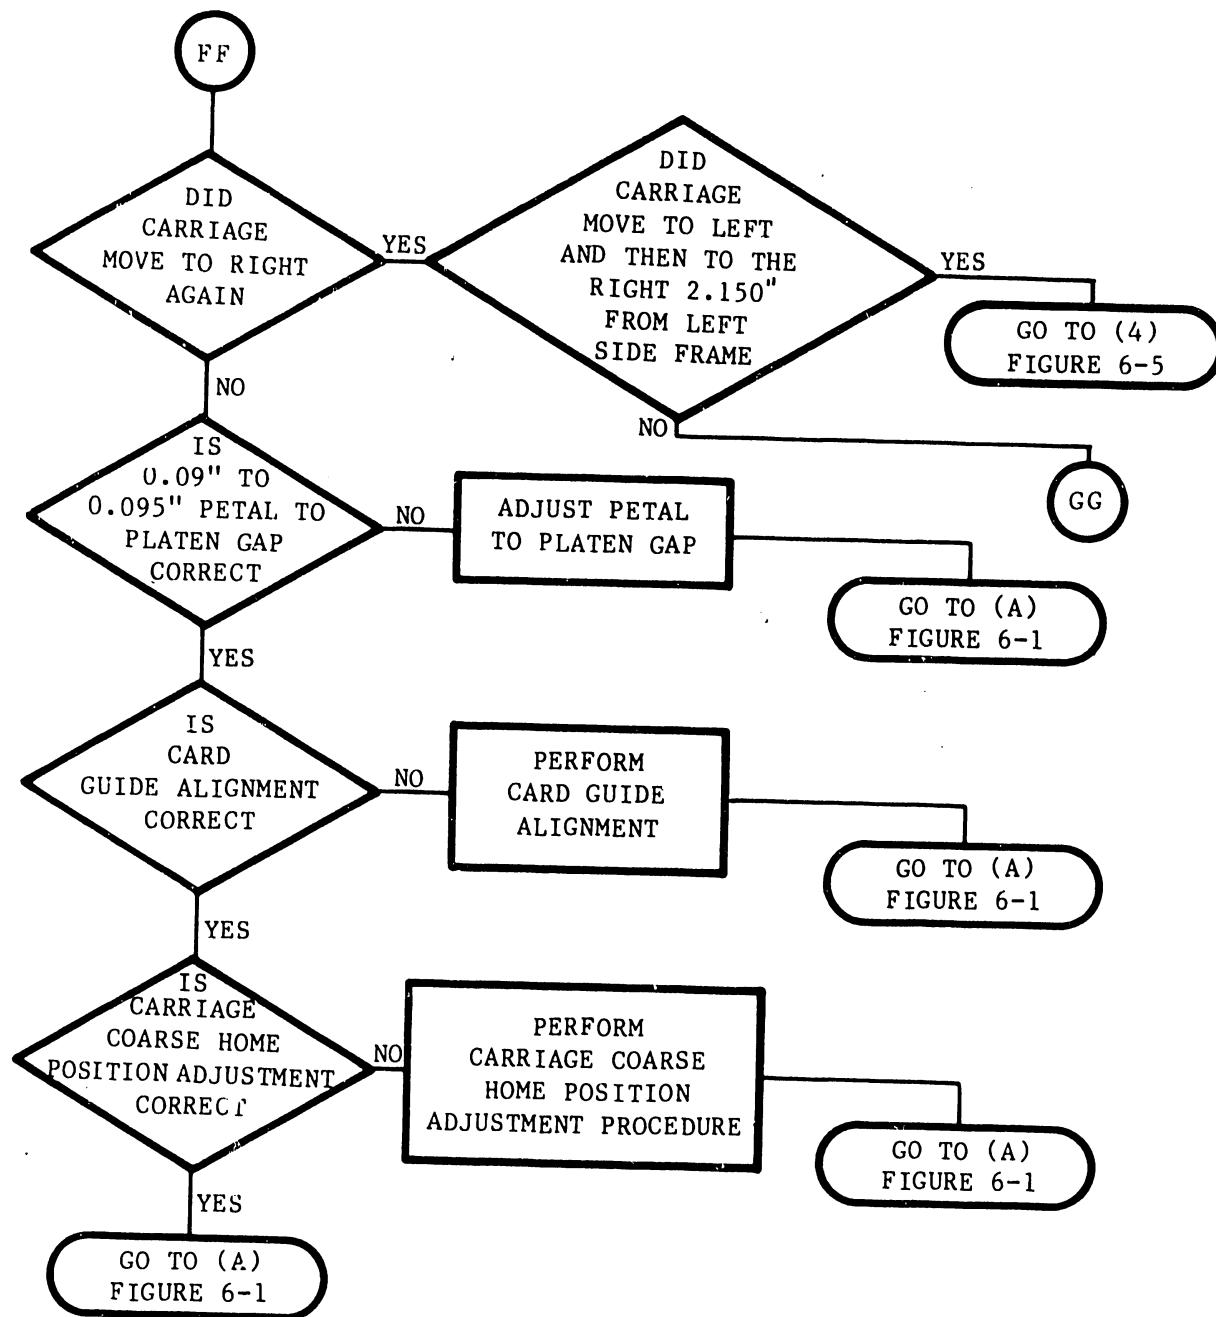 FF
DID
CARRIAGE
MOVE TO RIGHT
AGAIN
YES
DID
CARRIAGE
MOVE TO LEFT
AND THEN TO THE
RIGHT 2.150"
FROM LEFT
SIDE FRAME
YES
GO TO (4)
FIGURE 6-5
NO
GG
NO
IS
0.09" TO
0.095" PETAL TO
PLATEN GAP
CORRECT
NO
ADJUST PETAL
TO PLATEN GAP
GO TO (A)
FIGURE 6-1
YES
IS
CARD
GUIDE ALIGNMENT
CORRECT
NO
PERFORM
CARD GUIDE
ALIGNMENT
GO TO (A)
FIGURE 6-1
YES
IS
CARRIAGE
COARSE HOME
POSITION ADJUSTMENT
CORRECT
NO
PERFORM
CARRIAGE COARSE
HOME POSITION
ADJUSTMENT PROCEDURE
GO TO (A)
FIGURE 6-1
YES
GO TO (A)
FIGURE 6-1